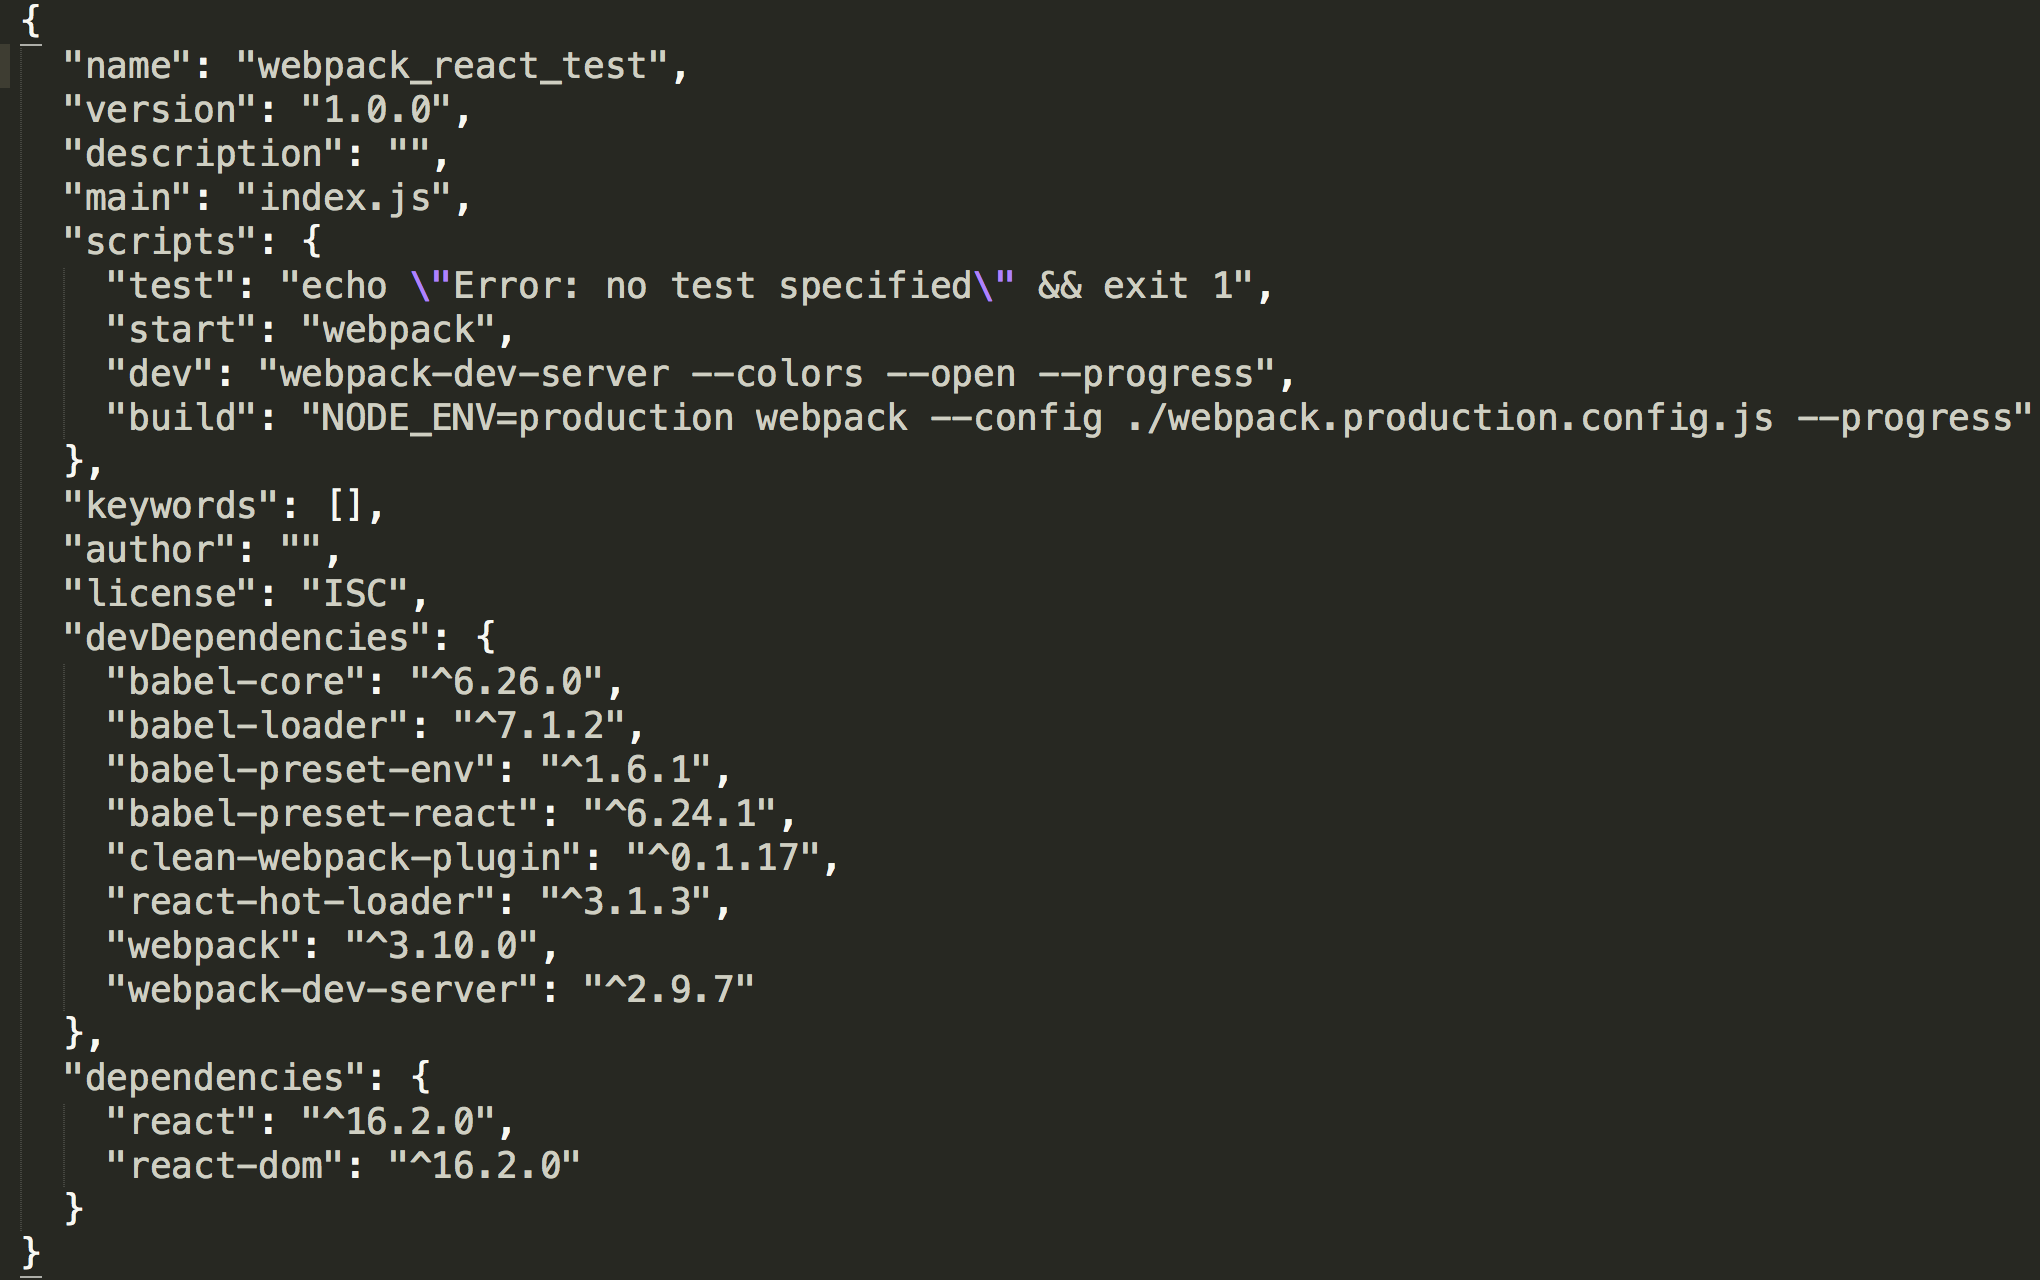 {
  "name": "webpack_react_test",
  "version": "1.0.0",
  "description": "",
  "main": "index.js",
  "scripts": {
    "test": "echo \"Error: no test specified\" && exit 1",
    "start": "webpack",
    "dev": "webpack-dev-server --colors --open --progress",
    "build": "NODE_ENV=production webpack --config ./webpack.production.config.js --progress"
  },
  "keywords": [],
  "author": "",
  "license": "ISC",
  "devDependencies": {
    "babel-core": "^6.26.0",
    "babel-loader": "^7.1.2",
    "babel-preset-env": "^1.6.1",
    "babel-preset-react": "^6.24.1",
    "clean-webpack-plugin": "^0.1.17",
    "react-hot-loader": "^3.1.3",
    "webpack": "^3.10.0",
    "webpack-dev-server": "^2.9.7"
  },
  "dependencies": {
    "react": "^16.2.0",
    "react-dom": "^16.2.0"
  }
}